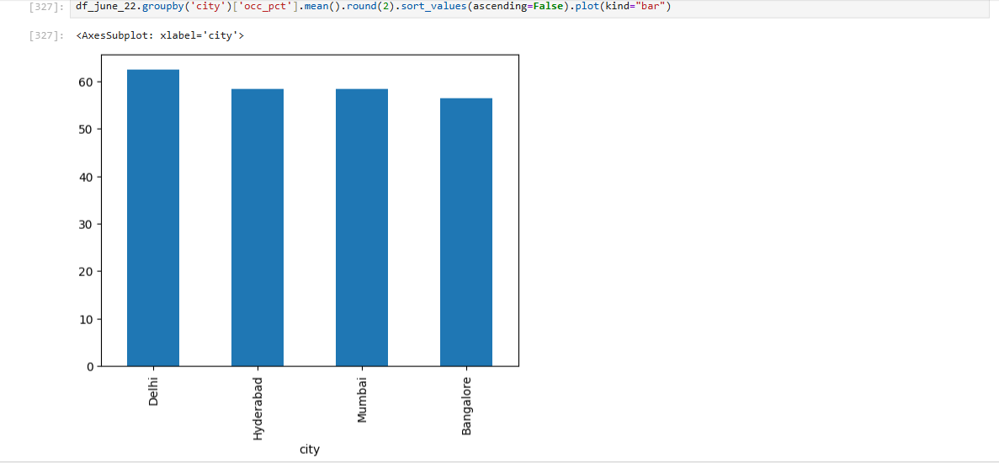 [327]: df_june_22.groupby('city')['occ_pct'].mean().round(2).sort_values(ascending=False).plot(kind="bar")
[327]: <AxesSubplot: xlabel='city'>
60
50
40
30
20
10
0
Delhi
Hyderabad
Mumbai
Bangalore
city